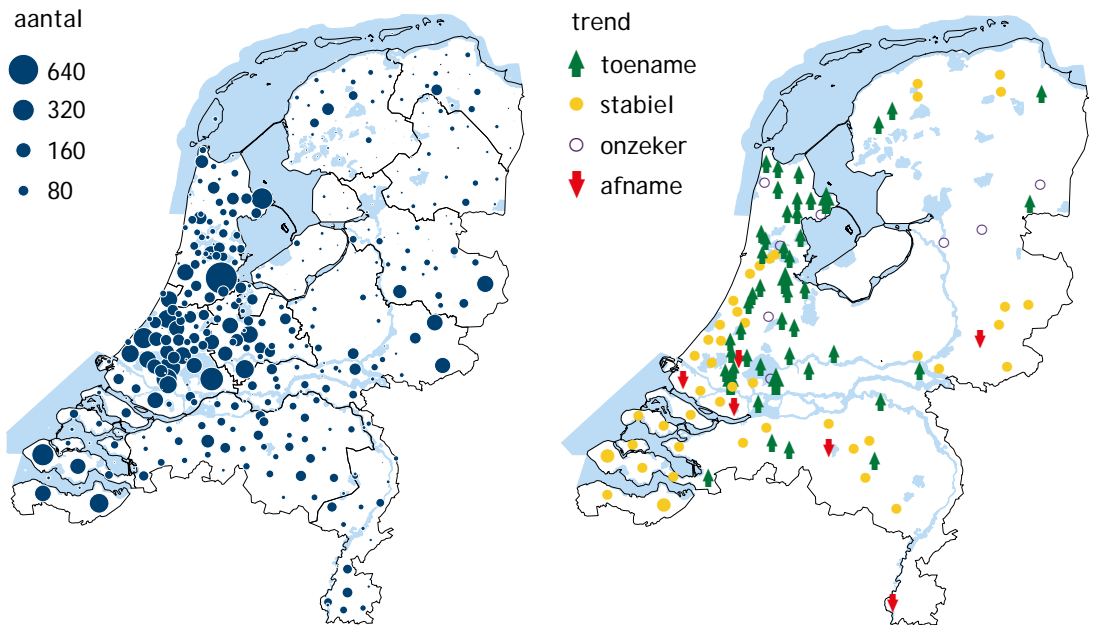 aantal
640
320
160
80
trend
toename
stabiel
onzeker
afname